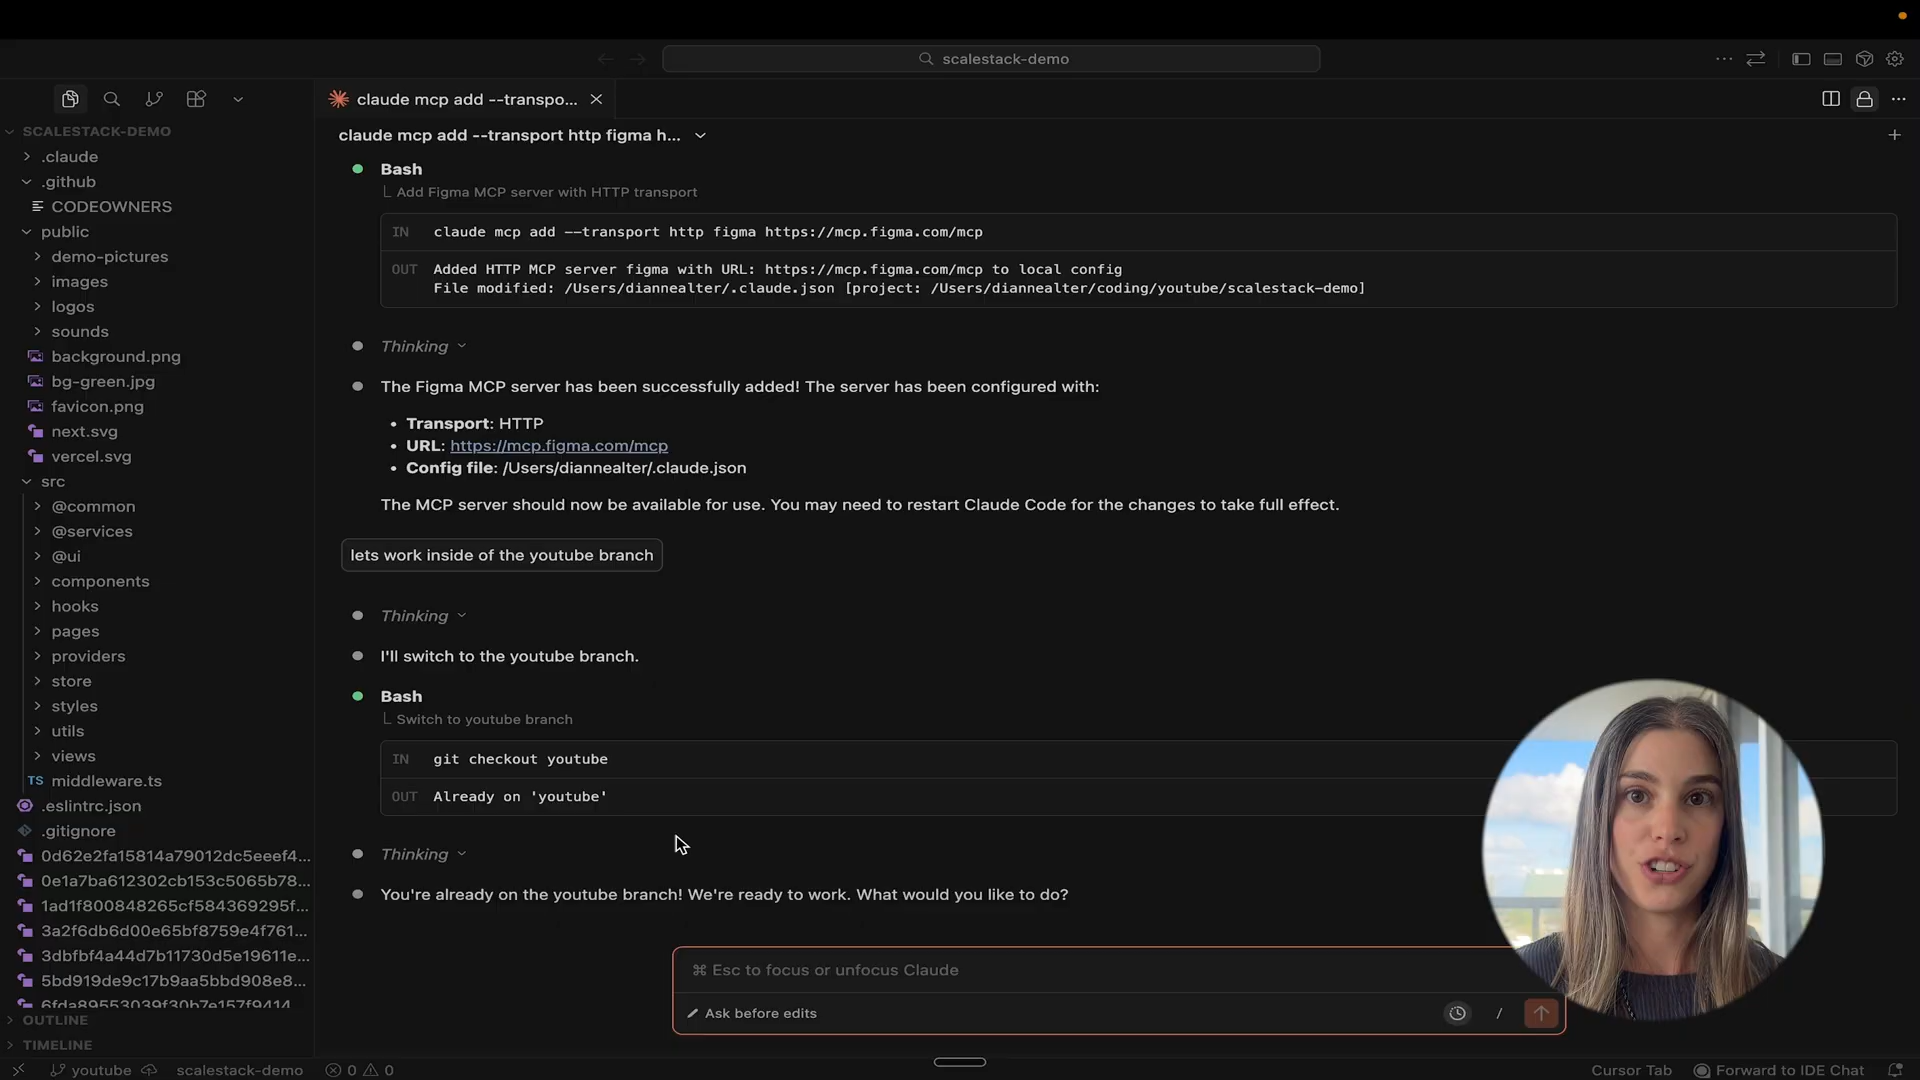 scalestack-demo
claude mcp add --transpo...
SCALESTACK-DEMO
.claude
.github
CODEOWNERS
public
demo-pictures
images
logos
sounds
background.png
bg-green.jpg
favicon.png
next.svg
vercel.svg
src
@common
@services
@ui
components
hooks
pages
providers
store
styles
utils
views
TS middleware.ts
.eslintrc.json
.gitignore
0d62e2fa15814a79012dc5eeef4...
0e1a7ba612302cb153c5065b78...
1ad1f800848265cf584369295f...
3a2f6db6d00e65bf8759e4f761...
3dbfbf4a44d7b11730d5e19611e...
5bd919de9c17b9aa5bbd908e8...
6fda89553039f30b7e157f9414
OUTLINE
TIMELINE
claude mcp add --transport http figma h...
Bash
Add Figma MCP server with HTTP transport
IN claude mcp add --transport http figma https://mcp.figma.com/mcp
OUT Added HTTP MCP server figma with URL: https://mcp.figma.com/mcp to local config
File modified: /Users/diannealter/.claude.json [project: /Users/diannealter/coding/youtube/scalestack-demo]
Thinking
The Figma MCP server has been successfully added! The server has been configured with:
• Transport: HTTP
• URL: https://mcp.figma.com/mcp
• Config file: /Users/diannealter/.claude.json
The MCP server should now be available for use. You may need to restart Claude Code for the changes to take full effect.
lets work inside of the youtube branch
Thinking
I'll switch to the youtube branch.
Bash
Switch to youtube branch
IN git checkout youtube
OUT Already on 'youtube'
Thinking
You're already on the youtube branch! We're ready to work. What would you like to do?
⌘ Esc to focus or unfocus Claude
Ask before edits
/
youtube scalestack-demo 0 0
Cursor Tab Forward to IDE Chat